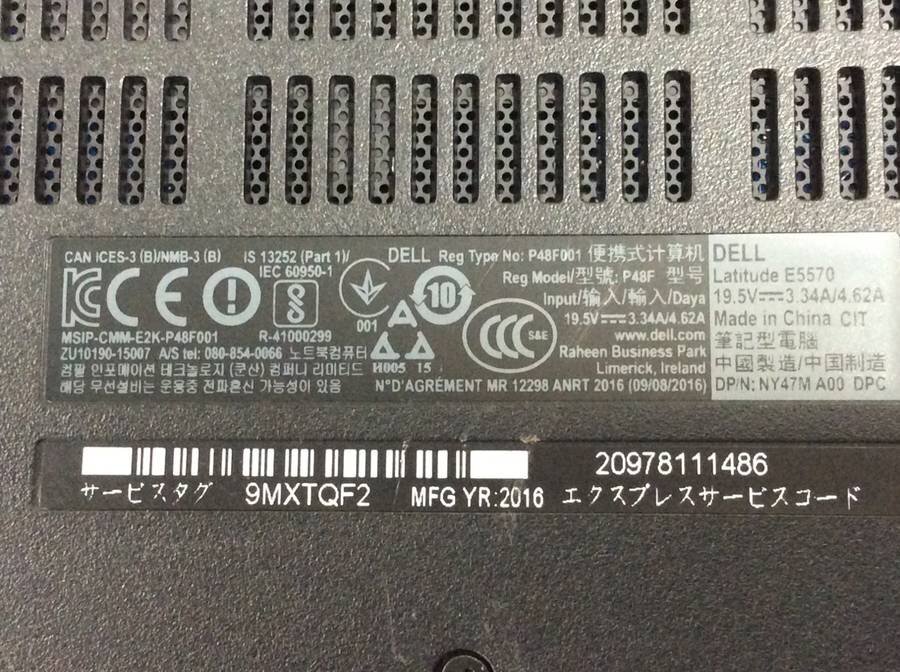 CAN ICES-3 (B)/NMB-3 (B)
IS 13252 (Part 1)/
IEC 60950-1
R-41000299
MSIP-CMM-E2K-P48F001
ZU10190-15007 A/S tel: 080-854-0066 노트북컴퓨터
컴팔 인포메이션 테크놀로지 (쿤산) 컴퍼니 리미티드
해당 무선설비는 운용중 전파혼신 가능성이 있음
001
10
И005 15
CCC S&E
DELL Reg Type No: P48F001 便携式计算机
Reg Model/型號: P48F 型号
Input/输入/輸入/Daya
19.5V⎓3.34A/4.62A
www.dell.com
Raheen Business Park
Limerick, Ireland
N°D'AGRÉMENT MR 12298 ANRT 2016 (09/08/2016)
DELL
Latitude E5570
19.5V⎓3.34A/4.62A
Made in China CIT
筆記型電腦
中國製造/中国制造
DP/N: NY47M A00 DPC
20978111486
サービスタグ 9MXTQF2 MFG YR:2016 エクスプレスサービスコード